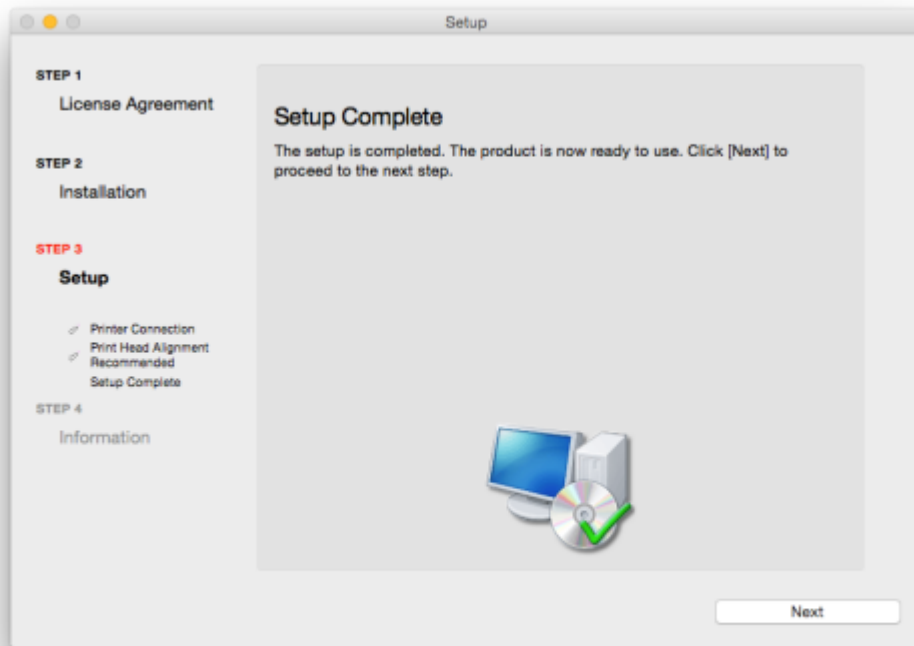 Setup
STEP 1
License Agreement
STEP 2
Installation
STEP 3
Setup
Printer Connection
Print Head Alignment
Recommended
Setup Complete
STEP 4
Information
Setup Complete
The setup is completed. The product is now ready to use. Click [Next] to
proceed to the next step.
Next